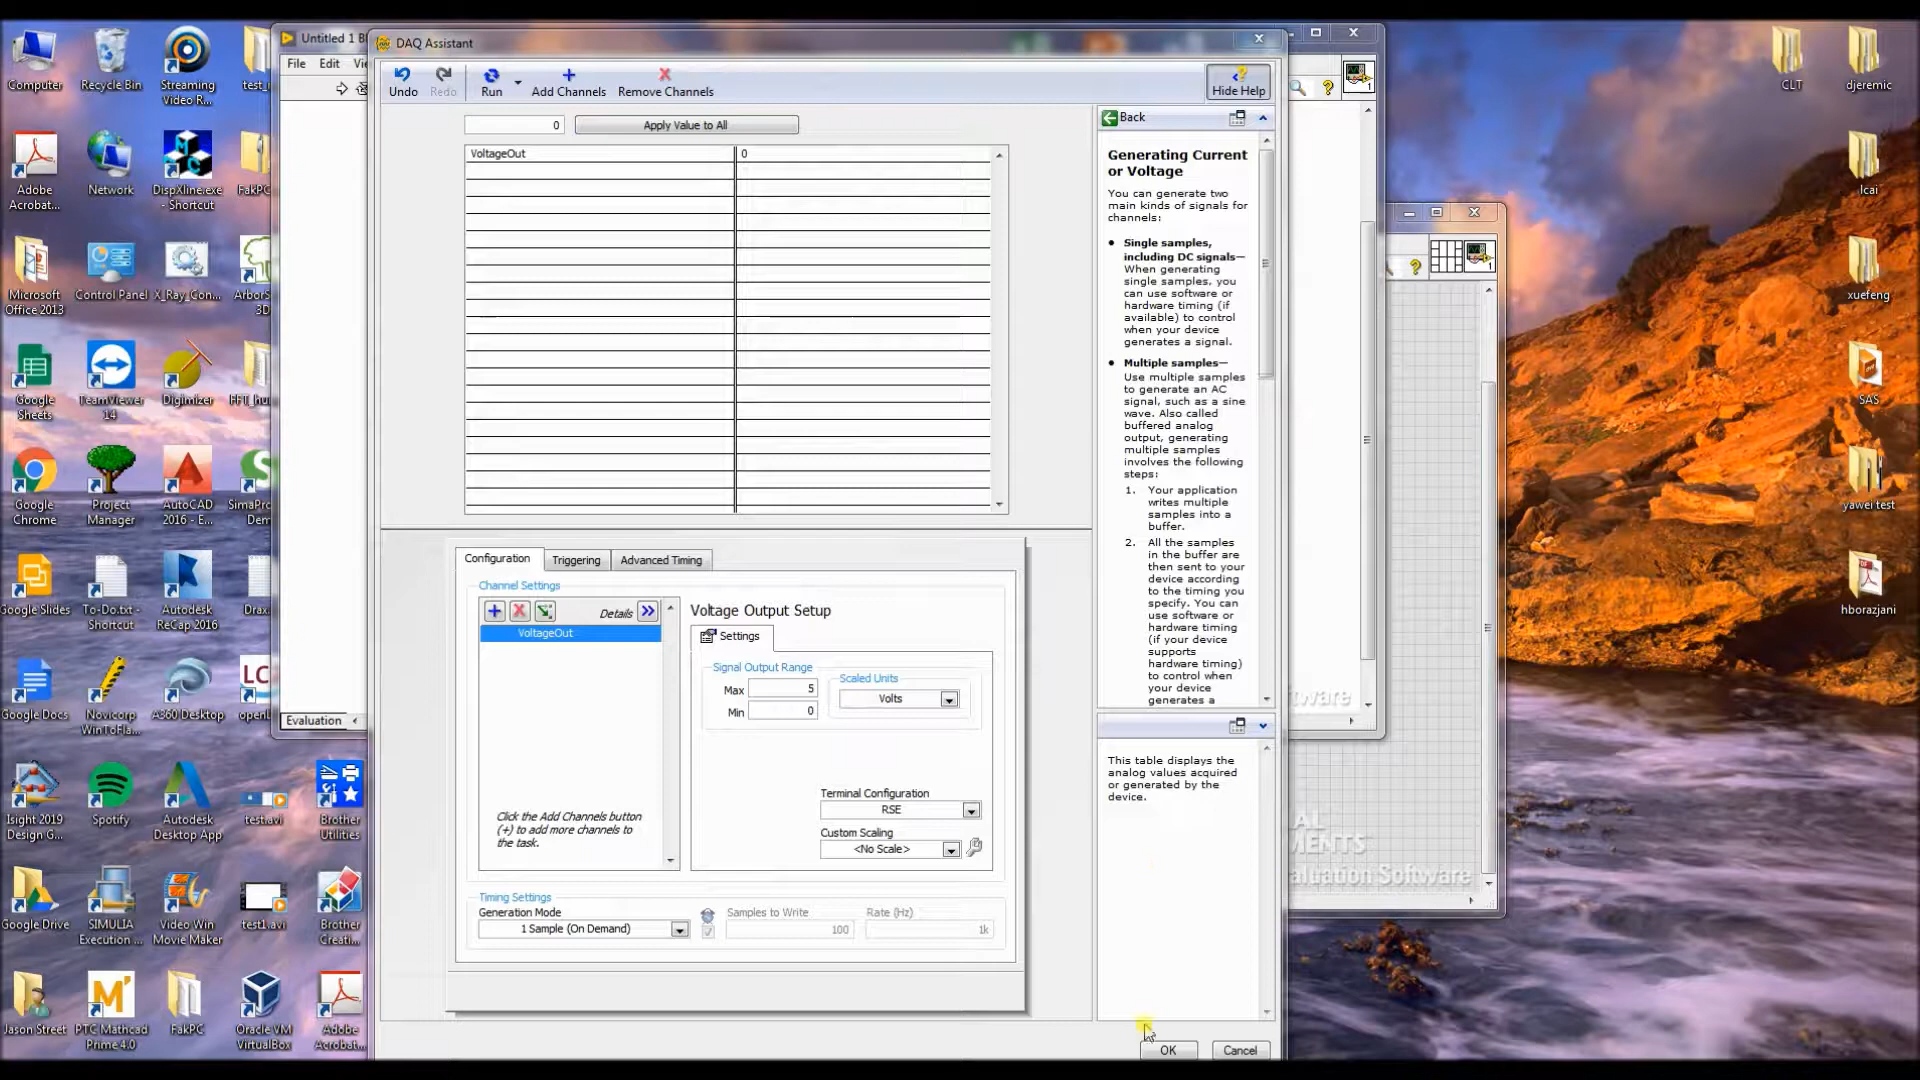 Computer
Recycle Bin
Streaming
Video R...
Adobe
Acrobat...
Network
DispXline.exe
- Shortcut
FakPC
Microsoft
Office 2013
Control Panel
X_Ray_Con...
Google
Sheets
TeamViewer
14
Digimizer
Google
Chrome
Project
Manager
AutoCAD
2016 - E...
Google Slides
To-Do.txt -
Shortcut
Autodesk
ReCap 2016
Google Docs
Novicorp
WinToFla...
A360 Desktop
Isight 2019
Design G...
Spotify
Autodesk
Desktop App
test.avi
Brother
Utilities
Google Drive
SIMULIA
Execution ...
Video Win
Movie Maker
test1.avi
Brother
Creati...
Jason Street
PTC Mathcad
Prime 4.0
FakPC
Oracle VM
VirtualBox
Adobe
Acrobat...
Untitled 1 Bl
File Edit
Evaluation
DAQ Assistant
Undo Redo Run Add Channels Remove Channels Hide Help
0 Apply Value to All
VoltageOut 0
Configuration Triggering Advanced Timing
Channel Settings
Details
VoltageOut
Click the Add Channels button
(+) to add more channels to
the task.
Voltage Output Setup
Settings
Signal Output Range
Max 5
Min 0
Scaled Units
Volts
Terminal Configuration
RSE
Custom Scaling
<No Scale>
Timing Settings
Generation Mode Samples to Write Rate (Hz)
1 Sample (On Demand) 100 1k
Back
Generating Current
or Voltage
You can generate two
main kinds of signals for
channels:
• Single samples,
including DC signals—
When generating
single samples, you
can use software or
hardware timing (if
available) to control
when your device
generates a signal.
• Multiple samples—
Use multiple samples
to generate an AC
signal, such as a sine
wave. Also called
buffered analog
output, generating
multiple samples
involves the following
steps:
1. Your application
writes multiple
samples into a
buffer.
2. All the samples
in the buffer are
then sent to your
device according
to the timing you
specify. You can
use software or
hardware timing
(if your device
supports
hardware timing)
to control when
your device
generates a
This table displays the
analog values acquired
or generated by the
device.
OK Cancel
CLT
djeremic
lcai
xuefeng
SAS
yawei test
hborazjani